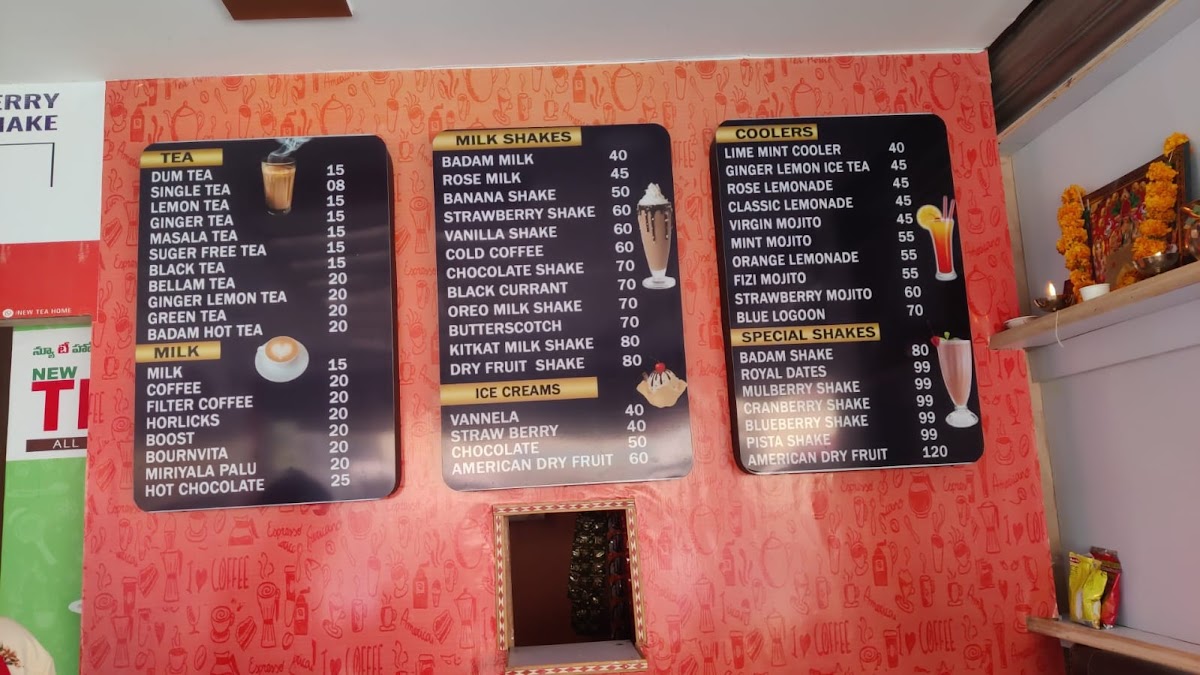 ERRY
HAKE
NEW TEA HOME
న్యూ టీ హోం
NEW
ALL
TEA
DUM TEA 15
SINGLE TEA 08
LEMON TEA 15
GINGER TEA 15
MASALA TEA 15
SUGER FREE TEA 15
BLACK TEA 15
BELLAM TEA 20
GINGER LEMON TEA 20
GREEN TEA 20
BADAM HOT TEA 20
MILK
MILK 15
COFFEE 20
FILTER COFFEE 20
HORLICKS 20
BOOST 20
BOURNVITA 20
MIRIYALA PALU 20
HOT CHOCOLATE 25
MILK SHAKES
BADAM MILK 40
ROSE MILK 45
BANANA SHAKE 50
STRAWBERRY SHAKE 60
VANILLA SHAKE 60
COLD COFFEE 60
CHOCOLATE SHAKE 70
BLACK CURRANT 70
OREO MILK SHAKE 70
BUTTERSCOTCH 70
KITKAT MILK SHAKE 80
DRY FRUIT SHAKE 80
ICE CREAMS
VANNELA 40
STRAW BERRY 40
CHOCOLATE 50
AMERICAN DRY FRUIT 60
COOLERS
LIME MINT COOLER 40
GINGER LEMON ICE TEA 45
ROSE LEMONADE 45
CLASSIC LEMONADE 45
VIRGIN MOJITO 45
MINT MOJITO 55
ORANGE LEMONADE 55
FIZI MOJITO 55
STRAWBERRY MOJITO 60
BLUE LOGOON 70
SPECIAL SHAKES
BADAM SHAKE 80
ROYAL DATES 99
MULBERRY SHAKE 99
CRANBERRY SHAKE 99
BLUEBERRY SHAKE 99
PISTA SHAKE 99
AMERICAN DRY FRUIT 120